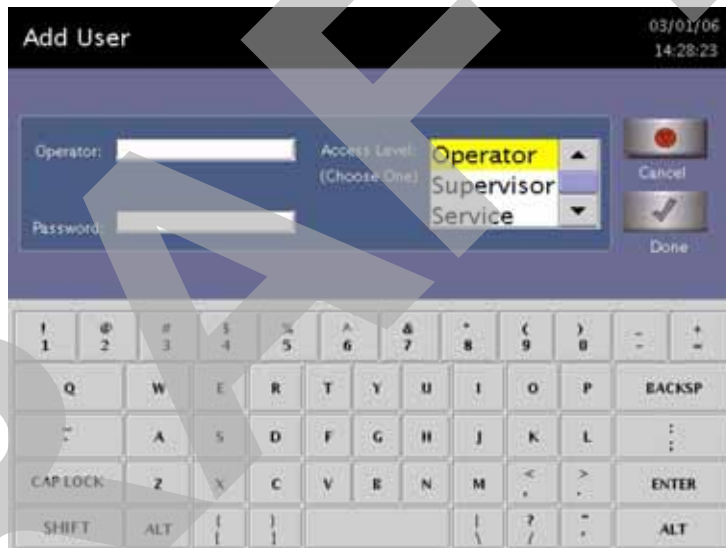 Add User
03/01/06
14:28:23
Operator:
Access Level:
(Choose One)
Operator
Supervisor
Service
Password:
Cancel
Done
! @ # $ % ^ & * ( ) - +
1 2 3 4 5 6 7 8 9 0 - =
Q W E R T Y U I O P BACKSP
A S D F G H J K L : ;
CAP LOCK Z X C V B N M < , > . ENTER
SHIFT ALT { [ } ] | \ ? / ALT